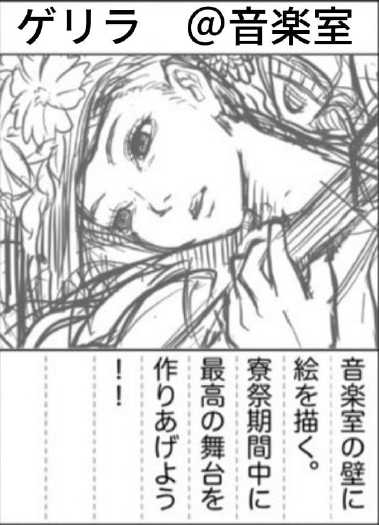 ゲリラ　@音楽室
音楽室の壁に
絵を描く。
寮祭期間中に
最高の舞台を
作りあげよう
！！